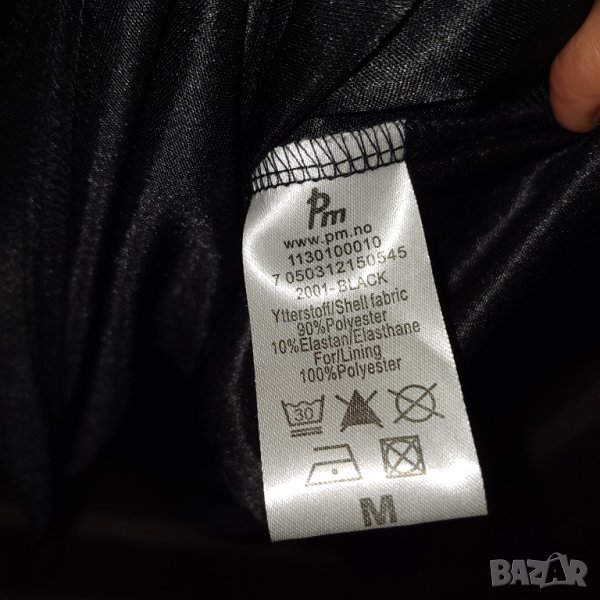 Pm
www.pm.no
1130100010
7 050312150545
2001-BLACK
Ytterstoff/Shell fabric
90%Polyester
10%Elastan/Elasthane
For/Lining
100%Polyester
30
M
BAZAR